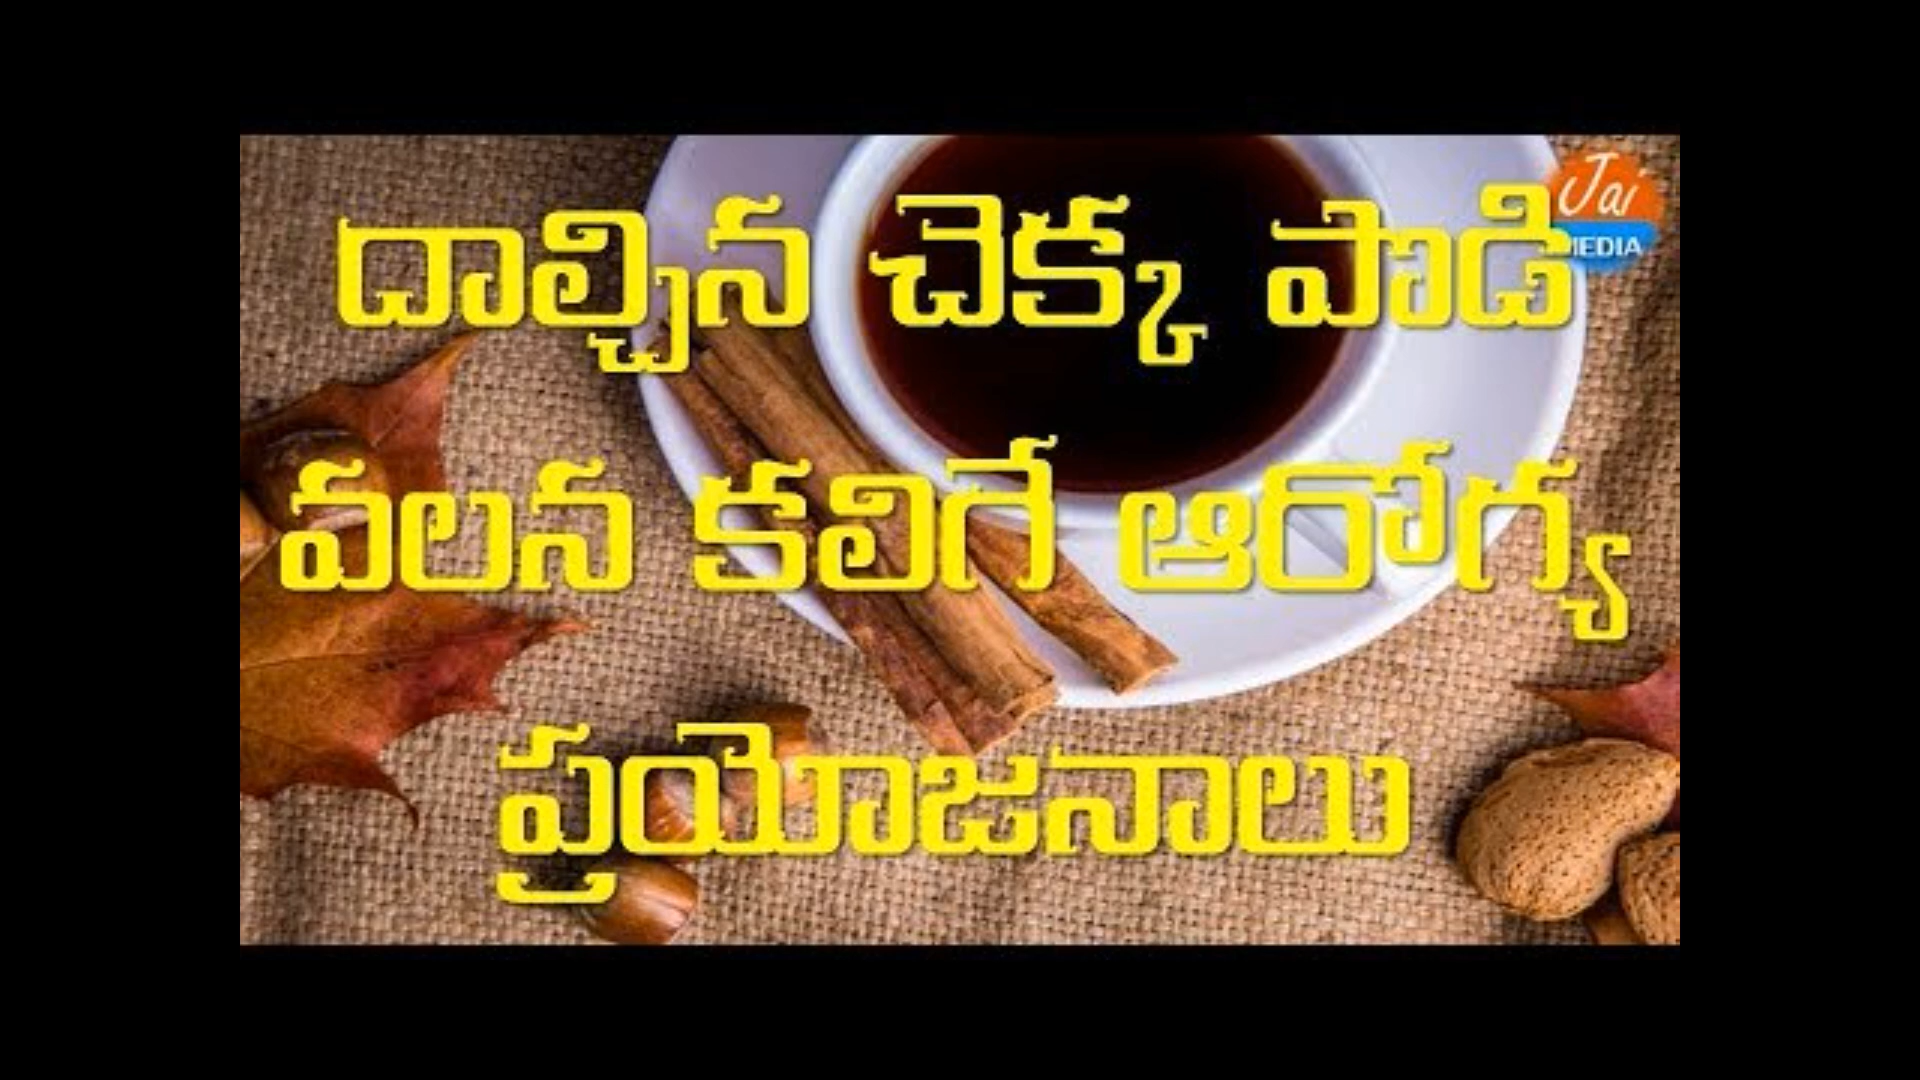 దాల్చిన చెక్క పొడి
వలన కలిగే ఆరోగ్య
ప్రయోజనాలు
Jai
MEDIA